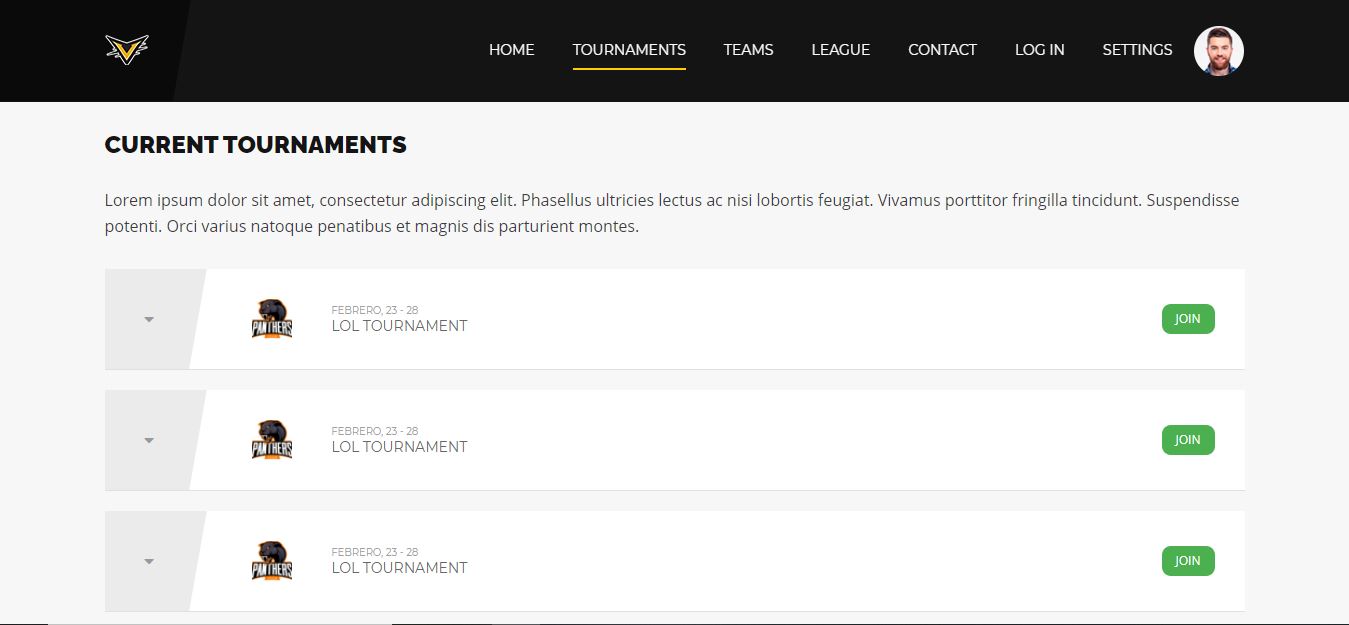 HOME TOURNAMENTS TEAMS LEAGUE CONTACT LOG IN SETTINGS
CURRENT TOURNAMENTS
Lorem ipsum dolor sit amet, consectetur adipiscing elit. Phasellus ultricies lectus ac nisi lobortis feugiat. Vivamus porttitor fringilla tincidunt. Suspendisse
potenti. Orci varius natoque penatibus et magnis dis parturient montes.
PANTHERS
FEBRERO, 23 - 28
LOL TOURNAMENT
JOIN
PANTHERS
FEBRERO, 23 - 28
LOL TOURNAMENT
JOIN
PANTHERS
FEBRERO, 23 - 28
LOL TOURNAMENT
JOIN